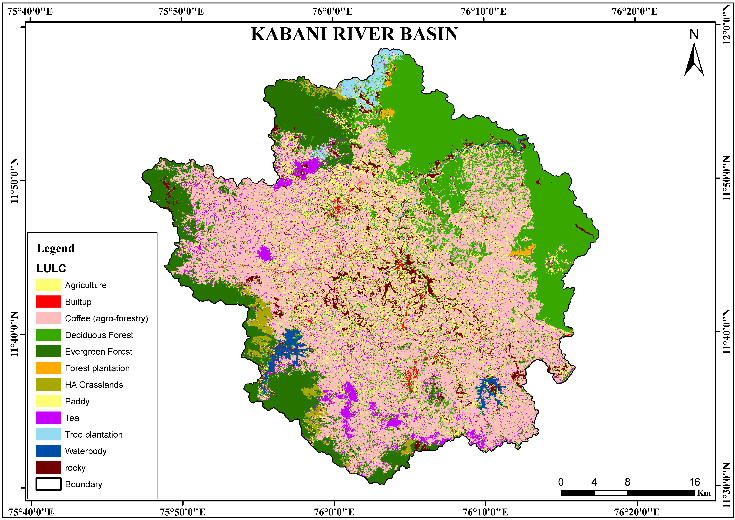 75°40'0"E 75°50'0"E 76°0'0"E 76°10'0"E 76°20'0"E
KABANI RIVER BASIN
N
12°0'0"N
11°50'0"N 11°50'0"N
Legend
LULC
Agriculture
Builtup
Coffee (agro-forestry)
Deciduous Forest
Evergreen Forest
Forest plantation
HA Grasslands
Paddy
Tea
Tree plantation
Waterbody
rocky
Boundary
11°40'0"N 11°40'0"N
0 4 8 16
Km
11°30'0"N
75°40'0"E 75°50'0"E 76°0'0"E 76°10'0"E 76°20'0"E